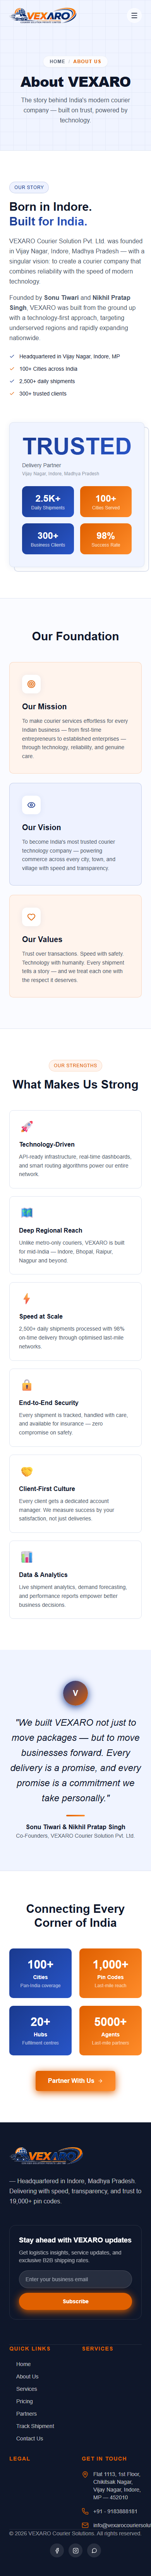 VEXARO
HOME / ABOUT US
About VEXARO
The story behind India's modern courier
company — built on trust, powered by
technology.
OUR STORY
Born in Indore.
Built for India.
VEXARO Courier Solution Pvt. Ltd. was founded
in Vijay Nagar, Indore, Madhya Pradesh, with a
singular vision: to create a courier company that
combines reliability with the speed of modern
technology.
Founded by Sonu Tiwari and Nikhil Pratap
Singh, VEXARO was built from the ground up
with a technology-first approach, targeting
underserved regions and rapidly expanding
nationwide.
Headquartered in Vijay Nagar, Indore, MP
100+ Cities across India
2,500+ daily shipments
300+ trusted clients
TRUSTED
Delivery Partner
Vijay Nagar, Indore, Madhya Pradesh
2.5K+
Daily Shipments
100+
Cities Served
300+
Business Clients
98%
Success Rate
Our Foundation
Our Mission
To make courier services effortless for every
Indian business — from first-time
entrepreneurs to established enterprises —
through technology, reliability, and genuine
care.
Our Vision
To become India's most trusted courier
technology company — powering
commerce across every city, town, and
village with speed and transparency.
Our Values
Trust over transactions. Speed with safety.
Technology with humanity. Every shipment
tells a story — and we treat each one with
the respect it deserves.
OUR STRENGTHS
What Makes Us Strong
Technology-Driven
API-ready infrastructure, real-time dashboards,
and smart routing algorithms power our entire
network.
Deep Regional Reach
Unlike metro-only couriers, VEXARO is built
for mid-India — Indore, Bhopal, Raipur,
Nagpur and beyond.
Speed at Scale
2,500+ daily shipments processed with 98%
on-time delivery through optimised last-mile
networks.
End-to-End Security
Every shipment is tracked, handled with care,
and available for insurance — zero
compromise on safety.
Client-First Culture
Every client gets a dedicated account
manager. We measure success by your
satisfaction, not just deliveries.
Data & Analytics
Live shipment analytics, demand forecasting,
and performance reports empower better
business decisions.
V
"We built VEXARO not just to
move packages — but to move
businesses forward. Every
delivery is a promise, and every
promise is a commitment we
take personally."
Sonu Tiwari & Nikhil Pratap Singh
Co-Founders, VEXARO Courier Solution Pvt. Ltd.
Connecting Every
Corner of India
100+
Cities
Pan-India coverage
1,000+
Pin Codes
Last-mile reach
20+
Hubs
Fulfilment centres
5000+
Agents
Last-mile partners
Partner With Us →
VEXARO
— Headquartered in Indore, Madhya Pradesh.
Delivering with speed, transparency, and trust to
19,000+ pin codes.
Stay ahead with VEXARO updates
Get logistics insights, service updates, and
exclusive B2B shipping rates.
Enter your business email
Subscribe
QUICK LINKS
SERVICES
Home
About Us
Services
Pricing
Partners
Track Shipment
Contact Us
LEGAL
GET IN TOUCH
Flat 1113, 1st Floor,
Chikitsak Nagar,
Vijay Nagar, Indore,
MP — 452010
+91 - 9183888181
info@vexarocouriersolu
© 2026 VEXARO Courier Solutions. All rights reserved.